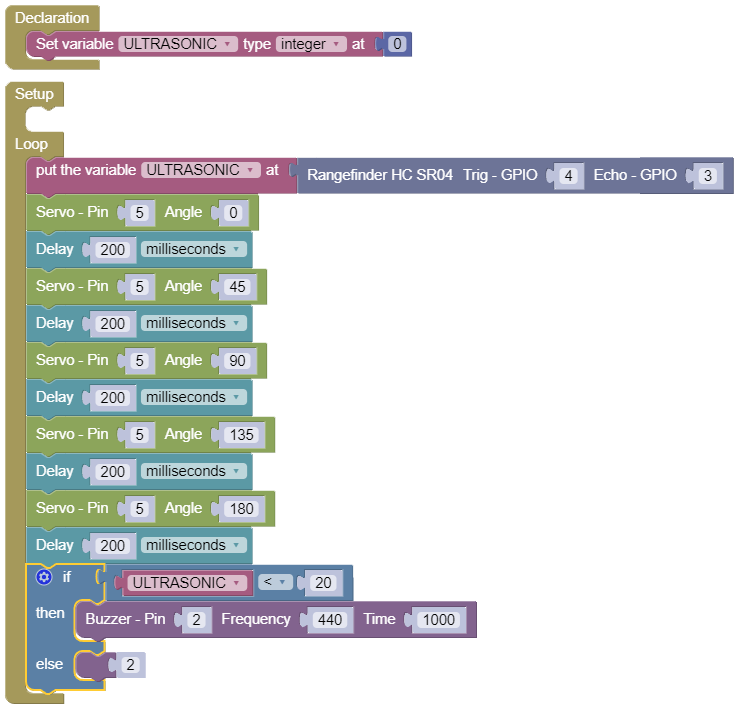 Declaration
Set variable ULTRASONIC type integer at 0
Setup
Loop
put the variable ULTRASONIC at Rangefinder HC SR04 Trig - GPIO 4 Echo - GPIO 3
Servo - Pin 5 Angle 0
Delay 200 milliseconds
Servo - Pin 5 Angle 45
Delay 200 milliseconds
Servo - Pin 5 Angle 90
Delay 200 milliseconds
Servo - Pin 5 Angle 135
Delay 200 milliseconds
Servo - Pin 5 Angle 180
Delay 200 milliseconds
if ULTRASONIC < 20
then Buzzer - Pin 2 Frequency 440 Time 1000
else 2